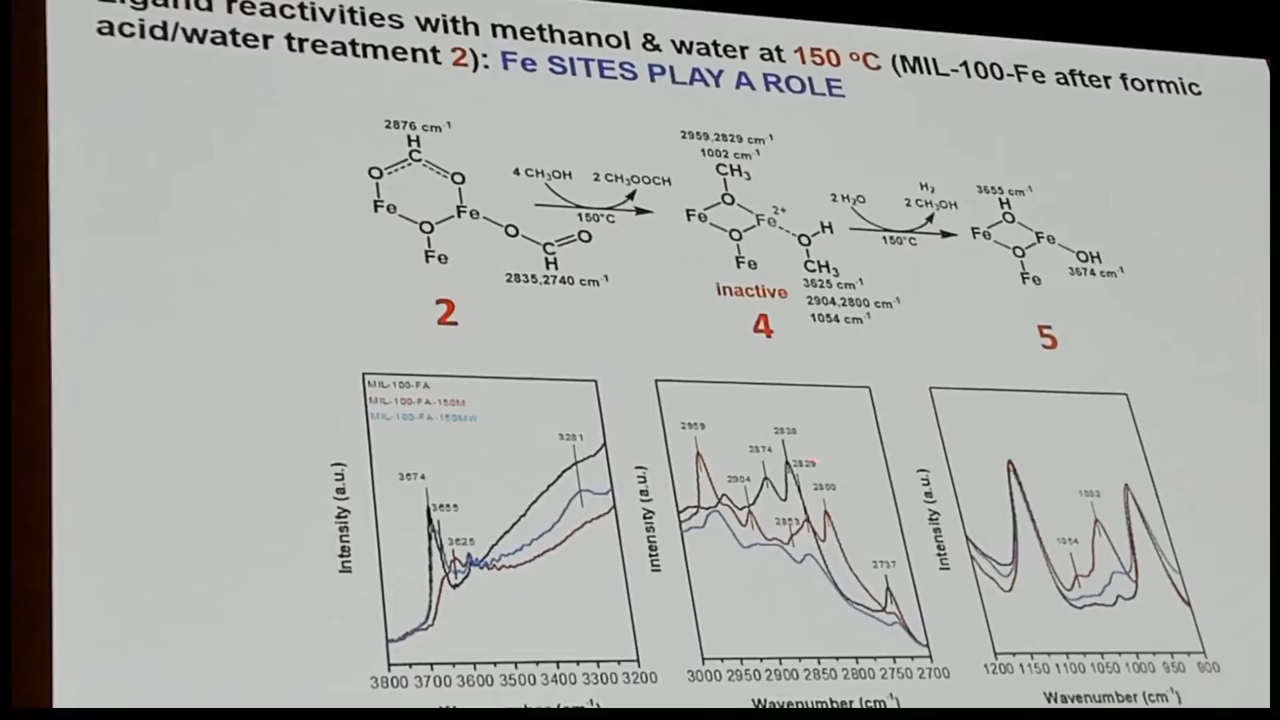 Ligand reactivities with methanol & water at 150 ºC (MIL-100-Fe after formic
acid/water treatment 2): Fe SITES PLAY A ROLE
2876 cm⁻¹
H
C
O
O
Fe
Fe
O
Fe
O
C
O
H
2835,2740 cm⁻¹
2
4 CH₃OH 2 CH₃OOCH
150°C
2959,2829 cm⁻¹
1002 cm⁻¹
CH₃
O
Fe
Fe 2+
O
Fe
O
H
CH₃
inactive
3625 cm⁻¹
2904,2800 cm⁻¹
1054 cm⁻¹
4
2 H₂O
H₂
2 CH₃OH
150°C
3655 cm⁻¹
H
O
Fe
Fe
O
Fe
OH
3674 cm⁻¹
5
MIL-100-FA
MIL-100-FA-150M
MIL-100-FA-150MW
3674
3655
3625
3281
Intensity (a.u.)
3800 3700 3600 3500 3400 3300 3200
2959
2904
2874
2853
2829
2800
2737
Intensity (a.u.)
3000 2950 2900 2850 2800 2750 2700
Wavenumber (cm⁻¹)
1054
Intensity (a.u.)
1200 1150 1100 1050 1000 950 900
Wavenumber (cm⁻¹)